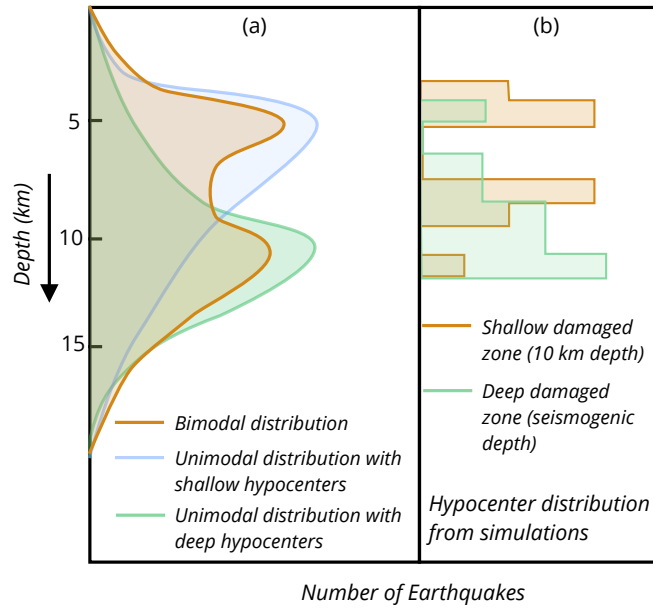 (a)
(b)
5
10
15
Depth (km)
Bimodal distribution
Unimodal distribution with
shallow hypocenters
Unimodal distribution with
deep hypocenters
Shallow damaged
zone (10 km depth)
Deep damaged
zone (seismogenic
depth)
Hypocenter distribution
from simulations
Number of Earthquakes